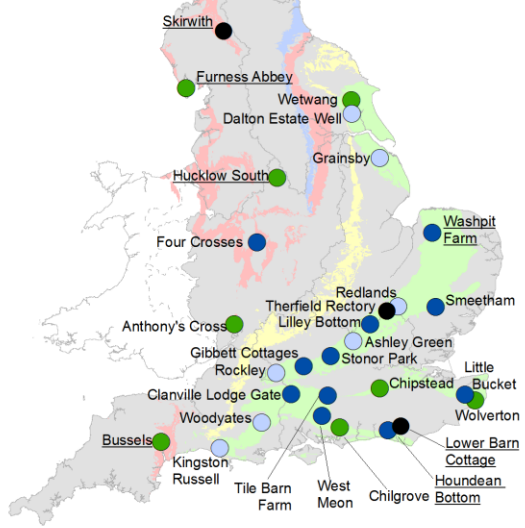 Skirwith
Furness Abbey
Wetwang
Dalton Estate Well
Grainsby
Hucklow South
Washpit
Farm
Four Crosses
Redlands
Therfield Rectory
Smeetham
Anthony's Cross
Lilley Bottom
Ashley Green
Gibbett Cottages
Stonor Park
Rockley
Little
Bucket
Chipstead
Clanville Lodge Gate
Wolverton
Woodyates
Bussels
Lower Barn
Cottage
Kingston
Russell
Houndean
Bottom
Tile Barn
Farm
West
Meon
Chilgrove